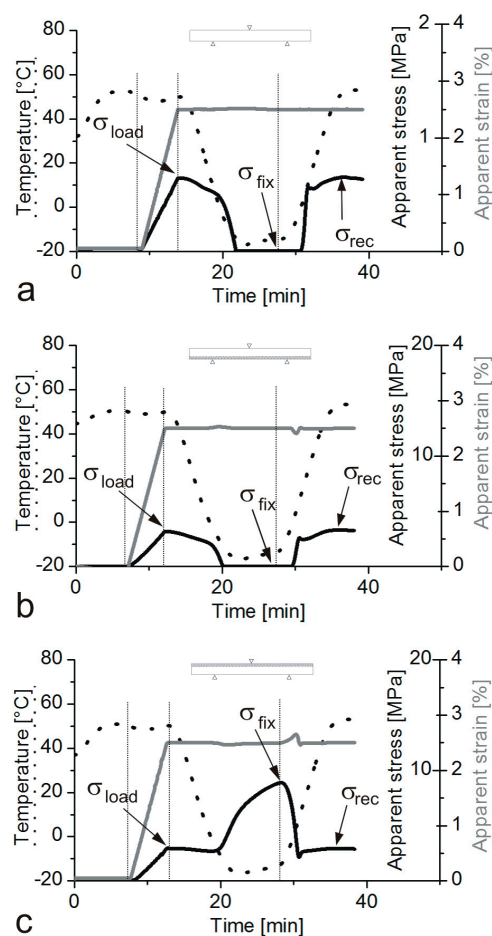 80
60
40
20
0
-20
Temperature [°C]
σload
σfix
σrec
2
1
0
Apparent stress [MPa]
4
3
2
1
0
Apparent strain [%]
0
20
40
Time [min]
a
80
60
40
20
0
-20
Temperature [°C]
σload
σfix
σrec
20
15
10
5
0
Apparent stress [MPa]
4
3
2
1
0
Apparent strain [%]
0
20
40
Time [min]
b
80
60
40
20
0
-20
Temperature [°C]
σload
σfix
σrec
20
10
0
Apparent stress [MPa]
4
3
2
1
0
Apparent strain [%]
0
20
40
Time [min]
c